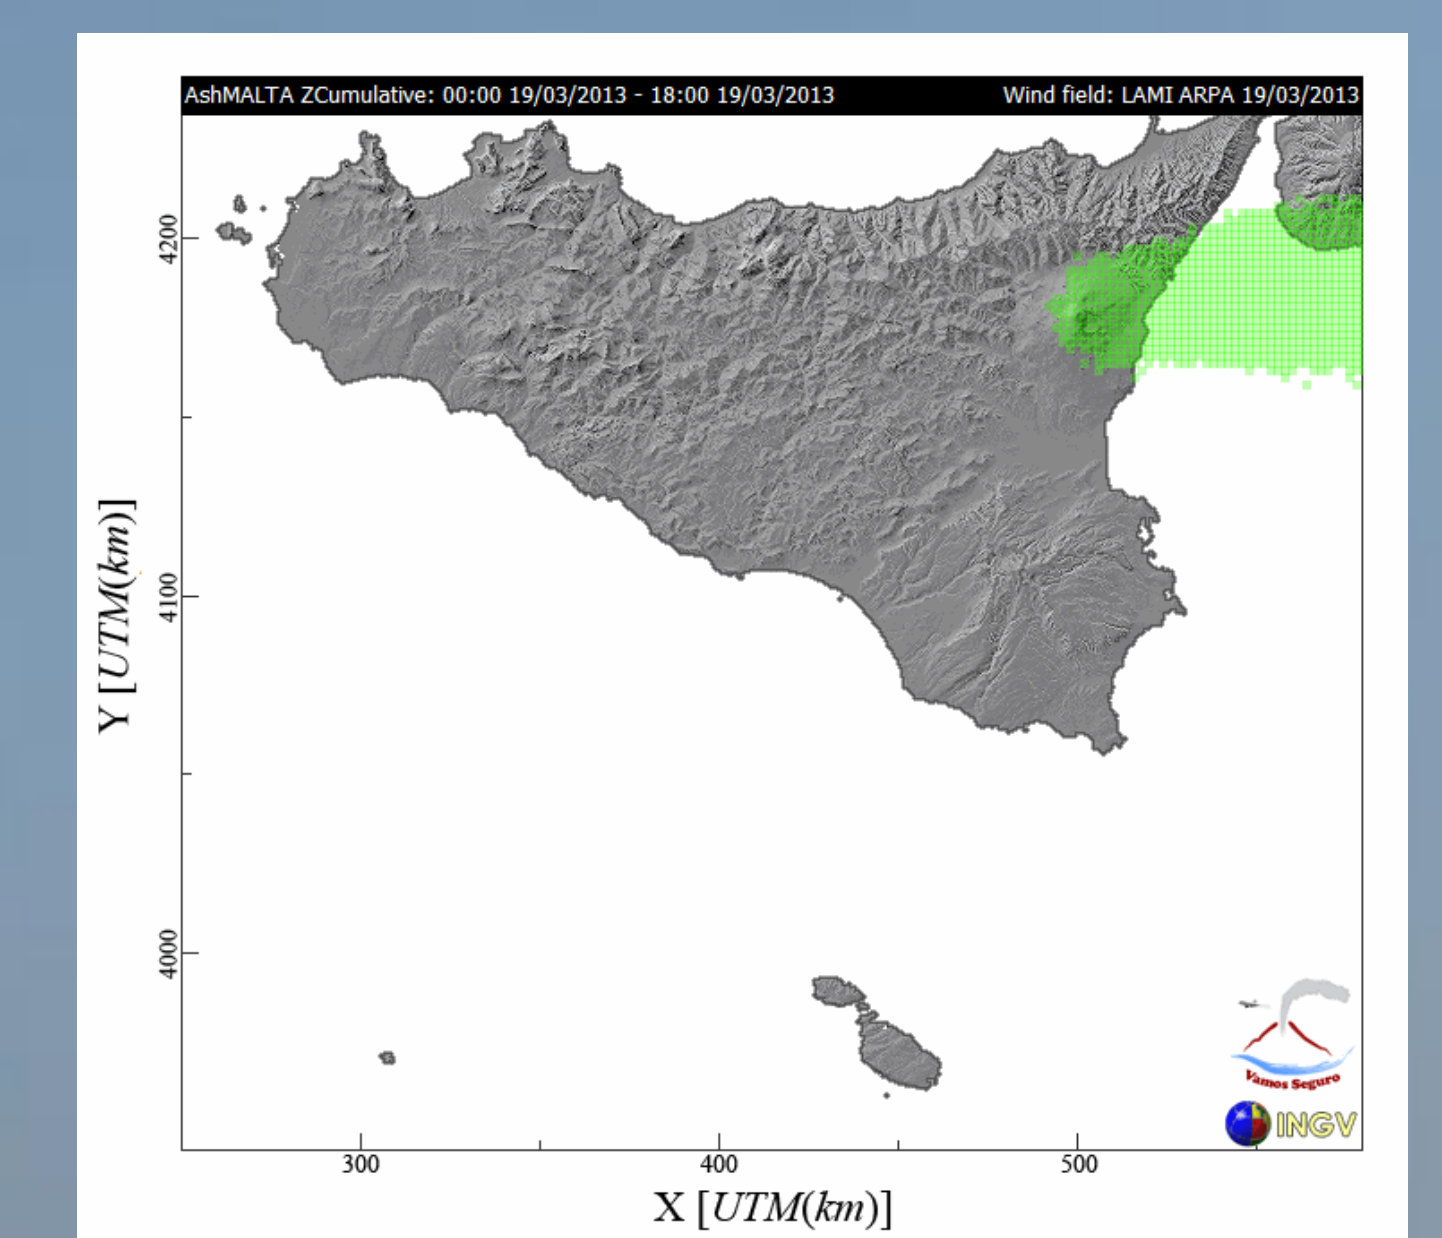 AshMALTA ZCumulative: 00:00 19/03/2013 - 18:00 19/03/2013 Wind field: LAMI ARPA 19/03/2013
4200
4100
4000
Y [UTM(km)]
Vamos Seguro
INGV
300 400 500
X [UTM(km)]